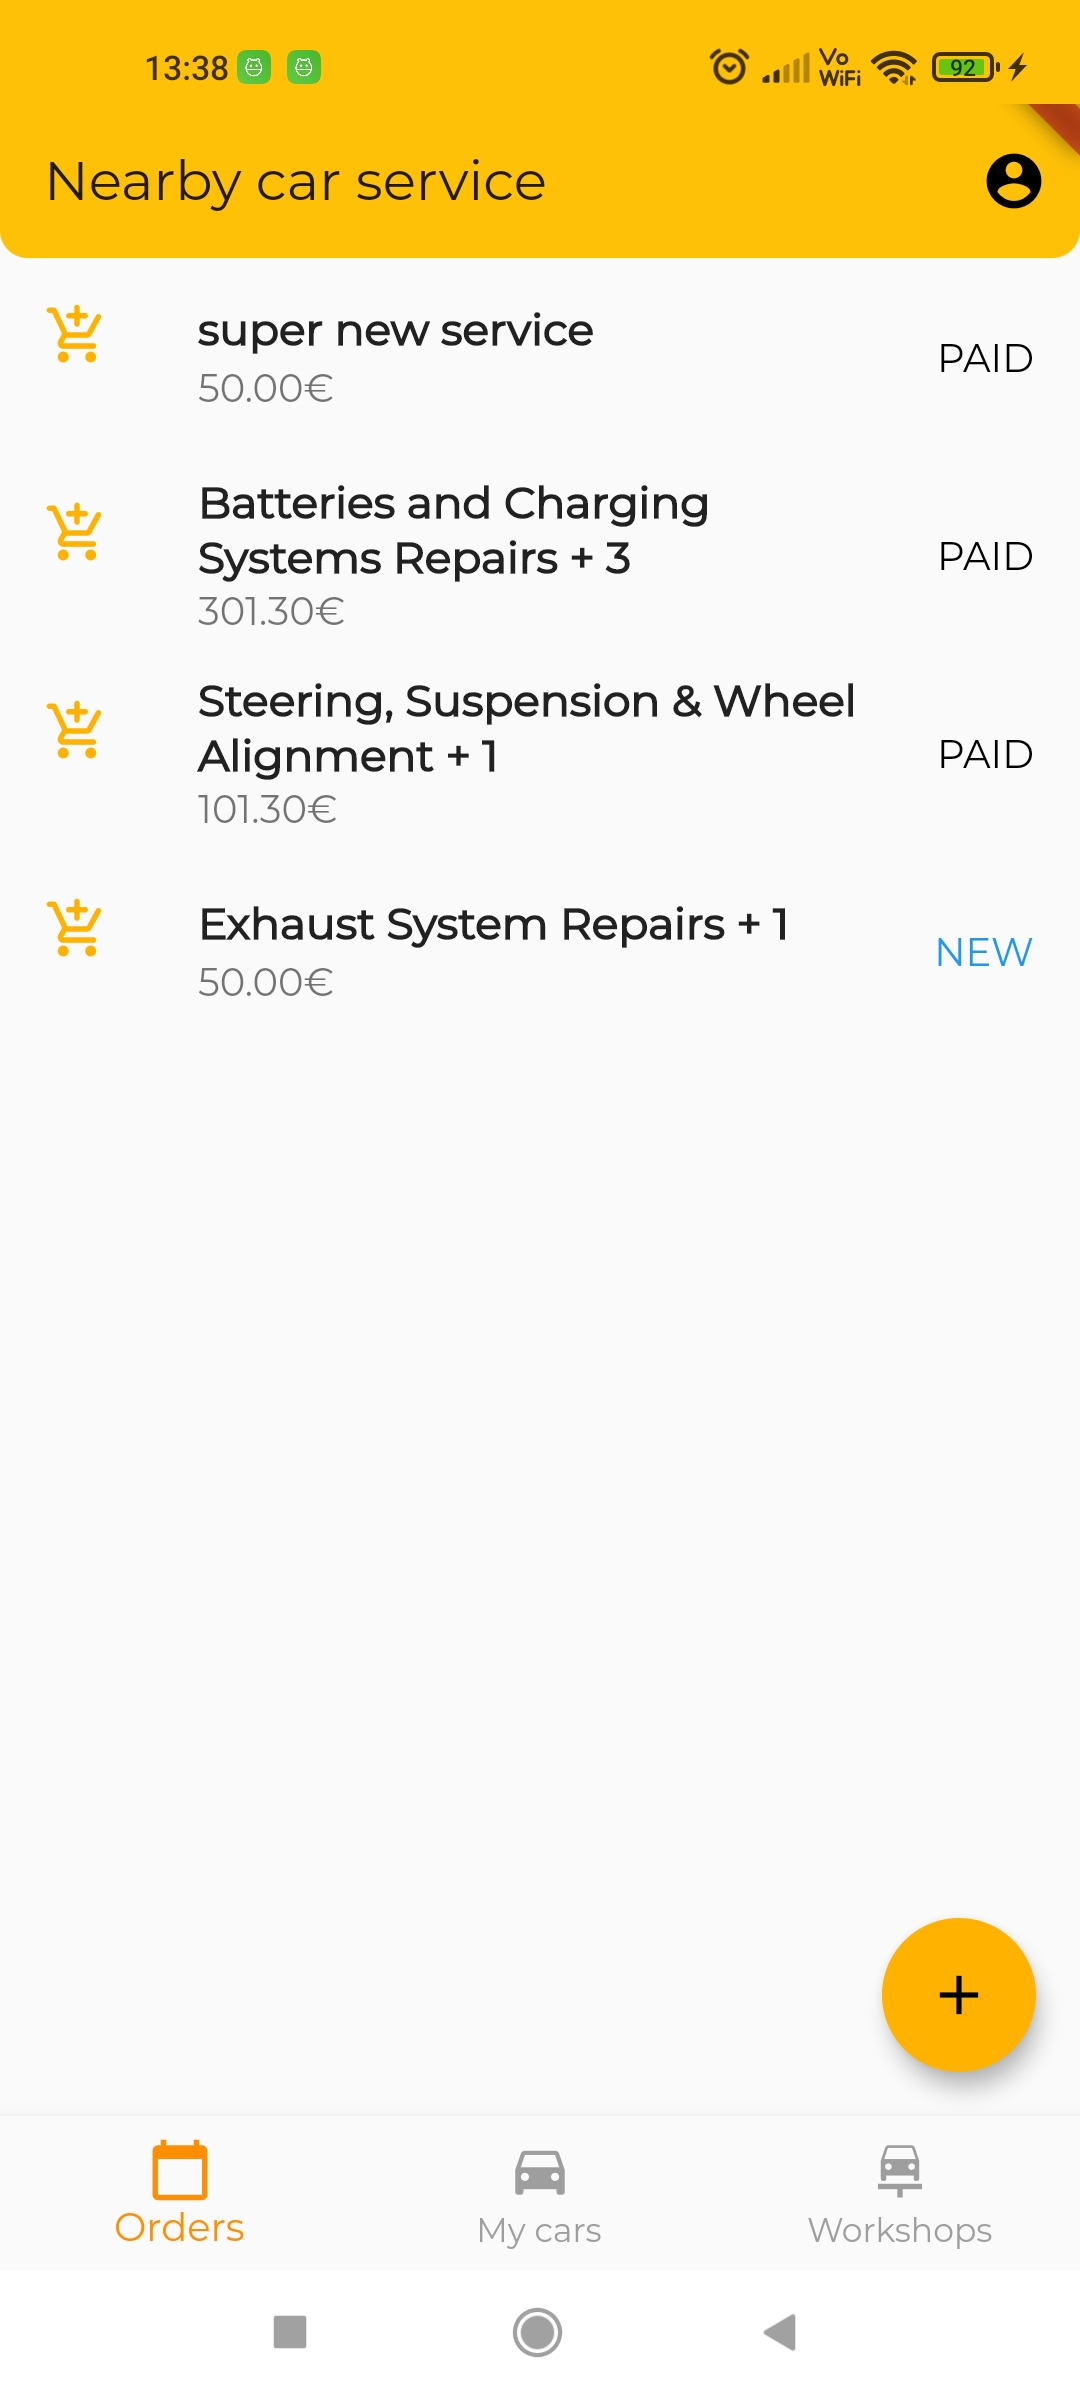 13:38
Vo
WiFi
92
Nearby car service
super new service
50.00€
PAID
Batteries and Charging
Systems Repairs + 3
301.30€
PAID
Steering, Suspension & Wheel
Alignment + 1
101.30€
PAID
Exhaust System Repairs + 1
50.00€
NEW
Orders
My cars
Workshops